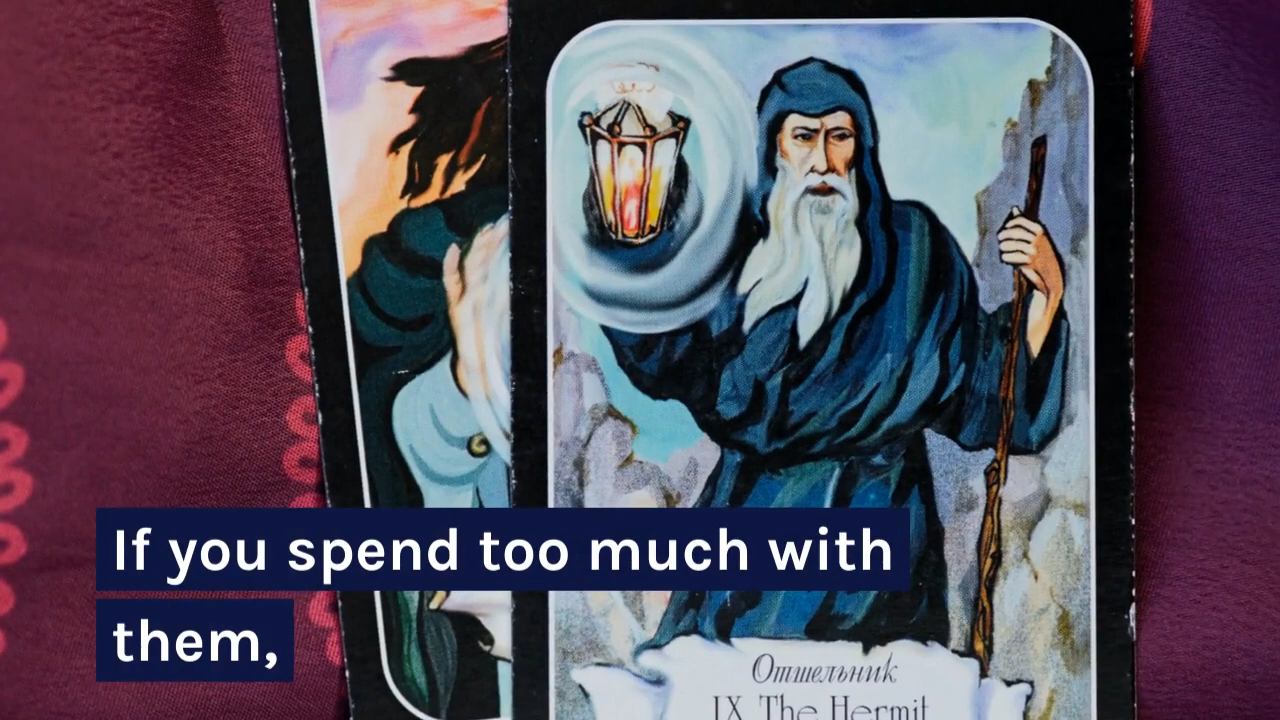 If you spend too much with
them,
Отшельник
IX The Hermit